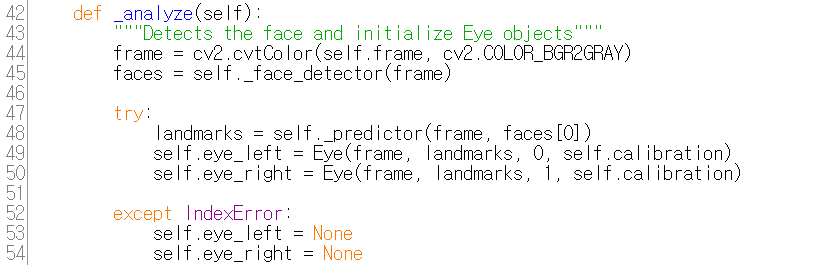 42     def _analyze(self):
43         """Detects the face and initialize Eye objects"""
44         frame = cv2.cvtColor(self.frame, cv2.COLOR_BGR2GRAY)
45         faces = self._face_detector(frame)
46
47         try:
48             landmarks = self._predictor(frame, faces[0])
49             self.eye_left = Eye(frame, landmarks, 0, self.calibration)
50             self.eye_right = Eye(frame, landmarks, 1, self.calibration)
51
52         except IndexError:
53             self.eye_left = None
54             self.eye_right = None